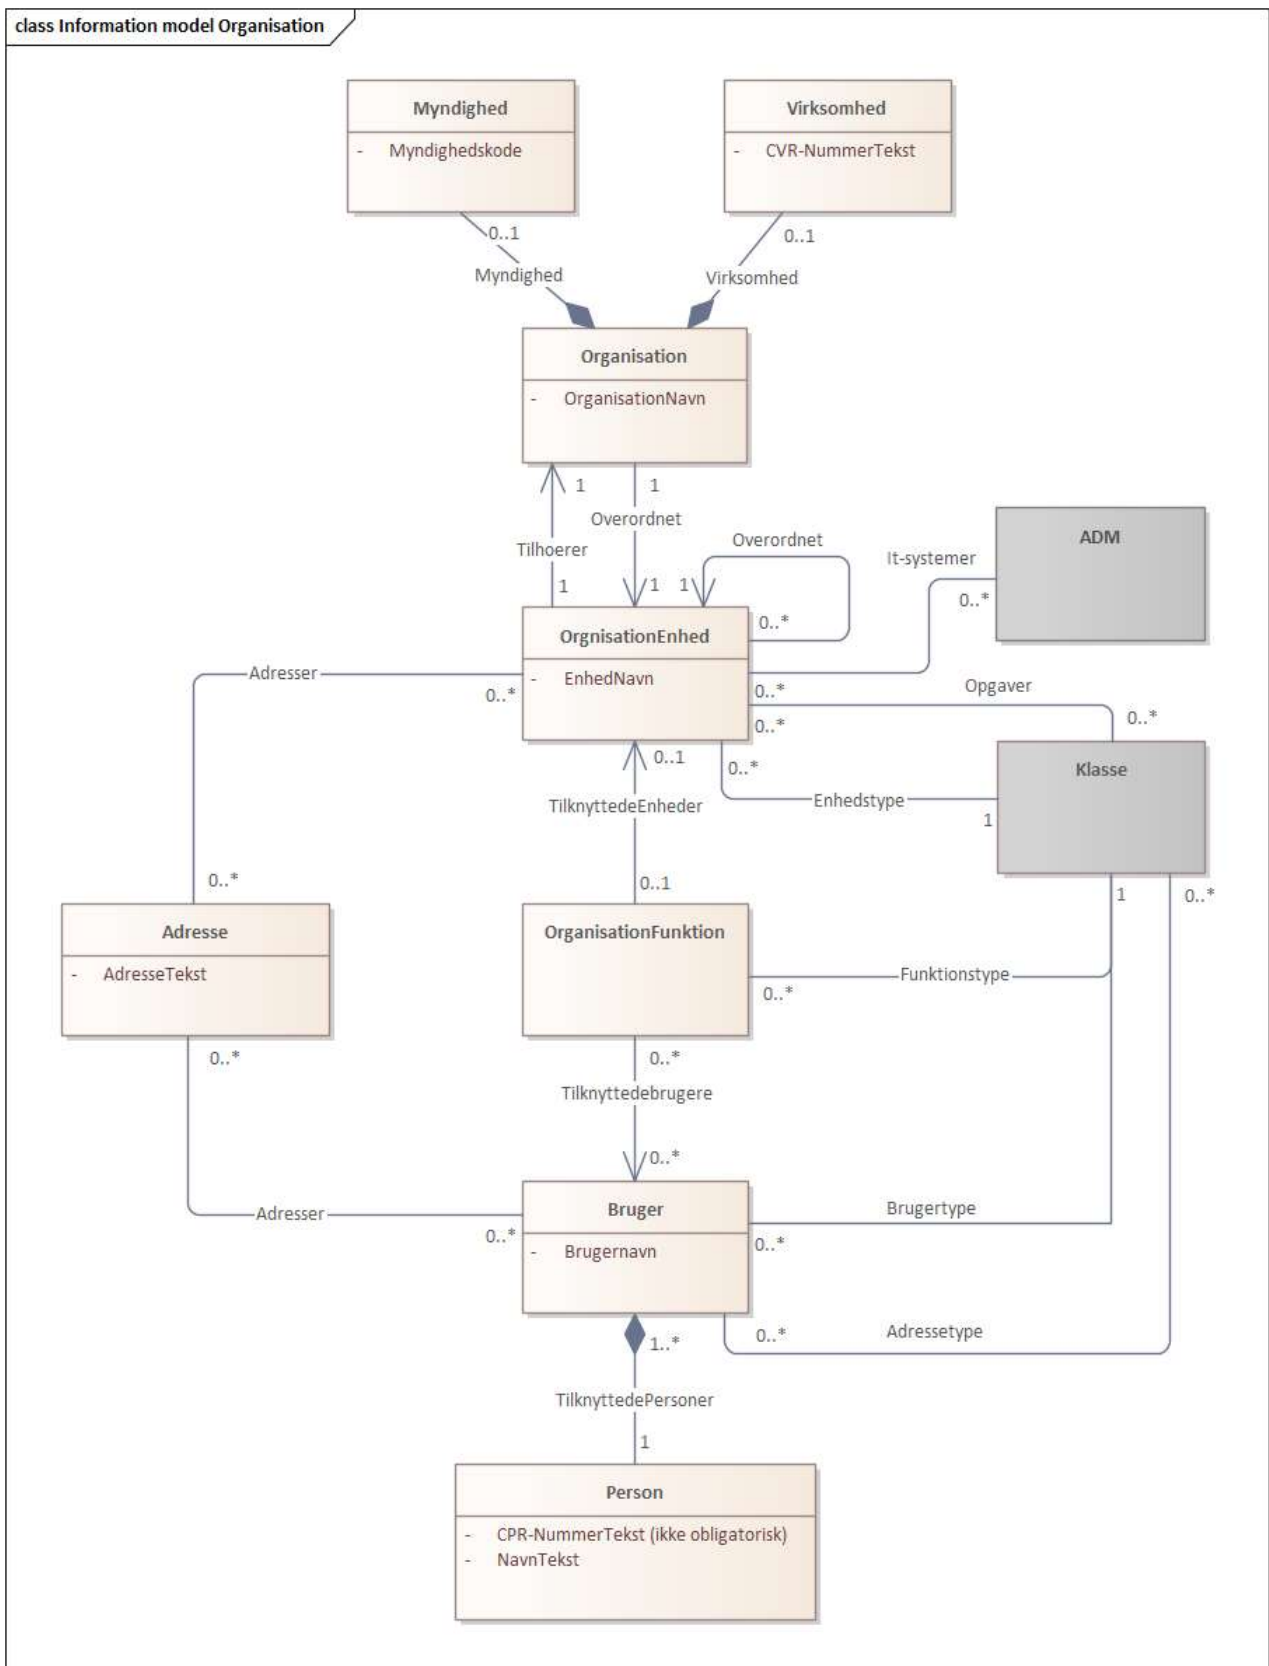 class Information model Organisation
Myndighed
- Myndighedskode
Virksomhed
- CVR-NummerTekst
0..1
0..1
Myndighed
Virksomhed
Organisation
- OrganisationNavn
1
1
Overordnet
Tilhoerer
1
1
1
Overordnet
0..*
It-systemer
0..*
ADM
OrgnisationEnhed
- EnhedNavn
Adresser
0..*
0..*
Opgaver
0..*
0..*
Klasse
0..1
0..*
TilknyttedeEnheder
Enhedstype
1
0..*
0..1
1
0..*
Adresse
- AdresseTekst
OrganisationFunktion
Funktionstype
0..*
0..*
0..*
Tilknyttedebrugere
0..*
Bruger
- Brugernavn
Adresser
0..*
Brugertype
0..*
Adressetype
0..*
1..*
TilknyttedePersoner
1
Person
- CPR-NummerTekst (ikke obligatorisk)
- NavnTekst